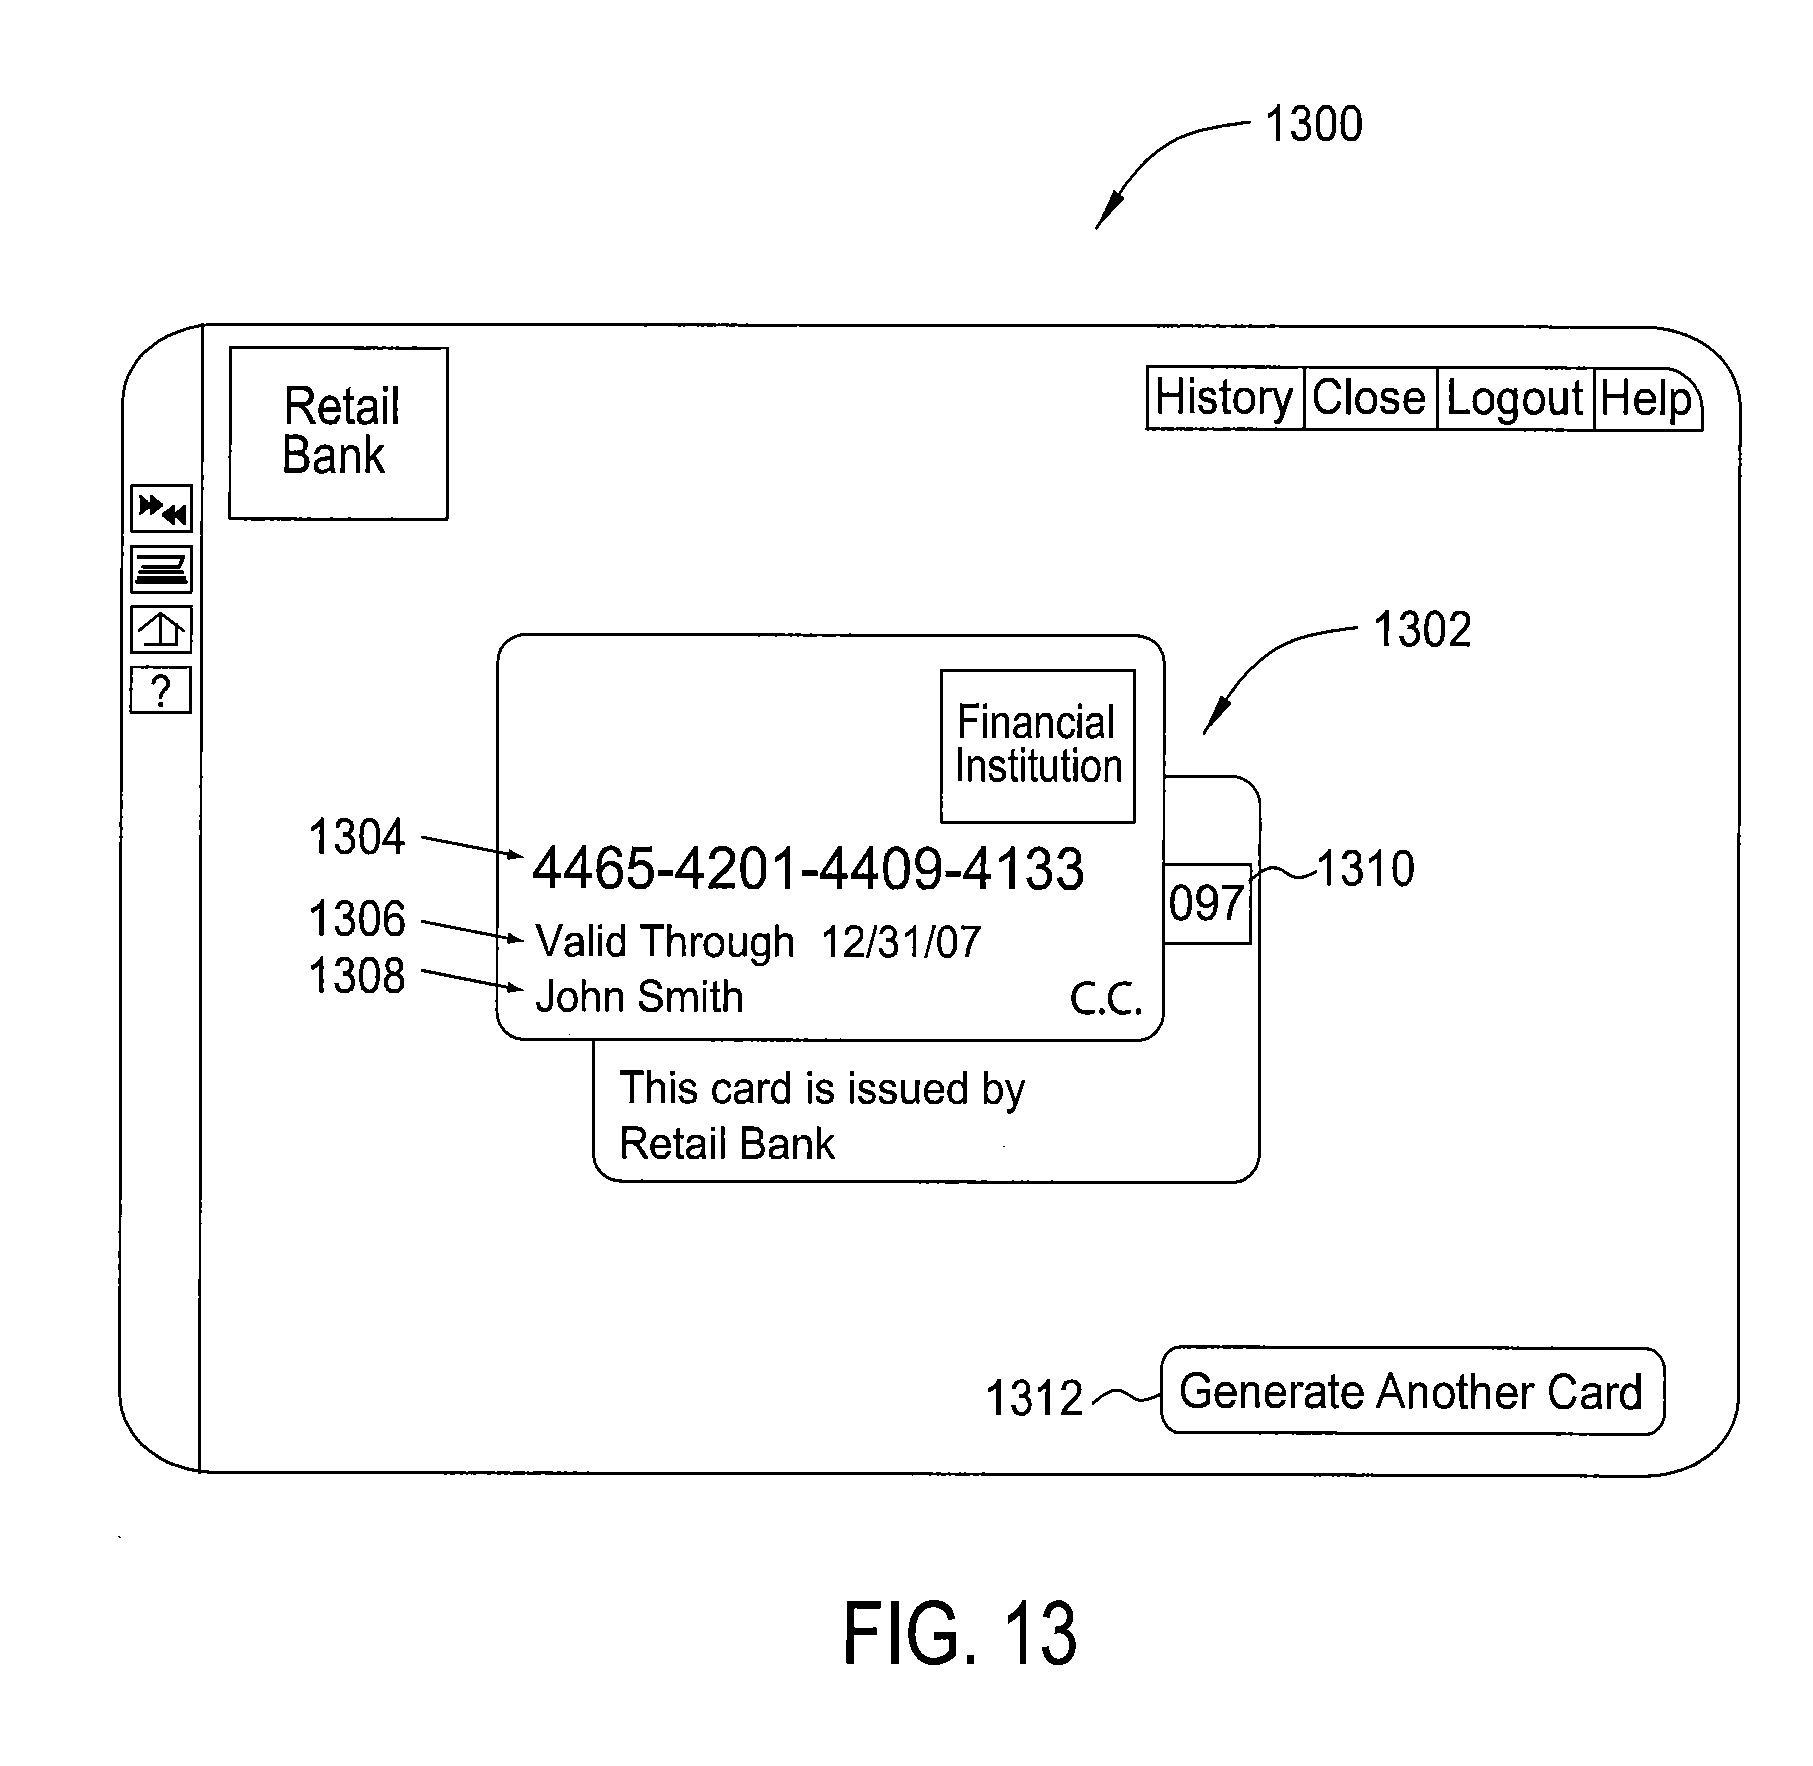 1300
Retail
Bank
History Close Logout Help
?
1302
Financial
Institution
1304
4465-4201-4409-4133
1310
097
1306
Valid Through 12/31/07
1308
John Smith
C.C.
This card is issued by
Retail Bank
1312
Generate Another Card
FIG. 13